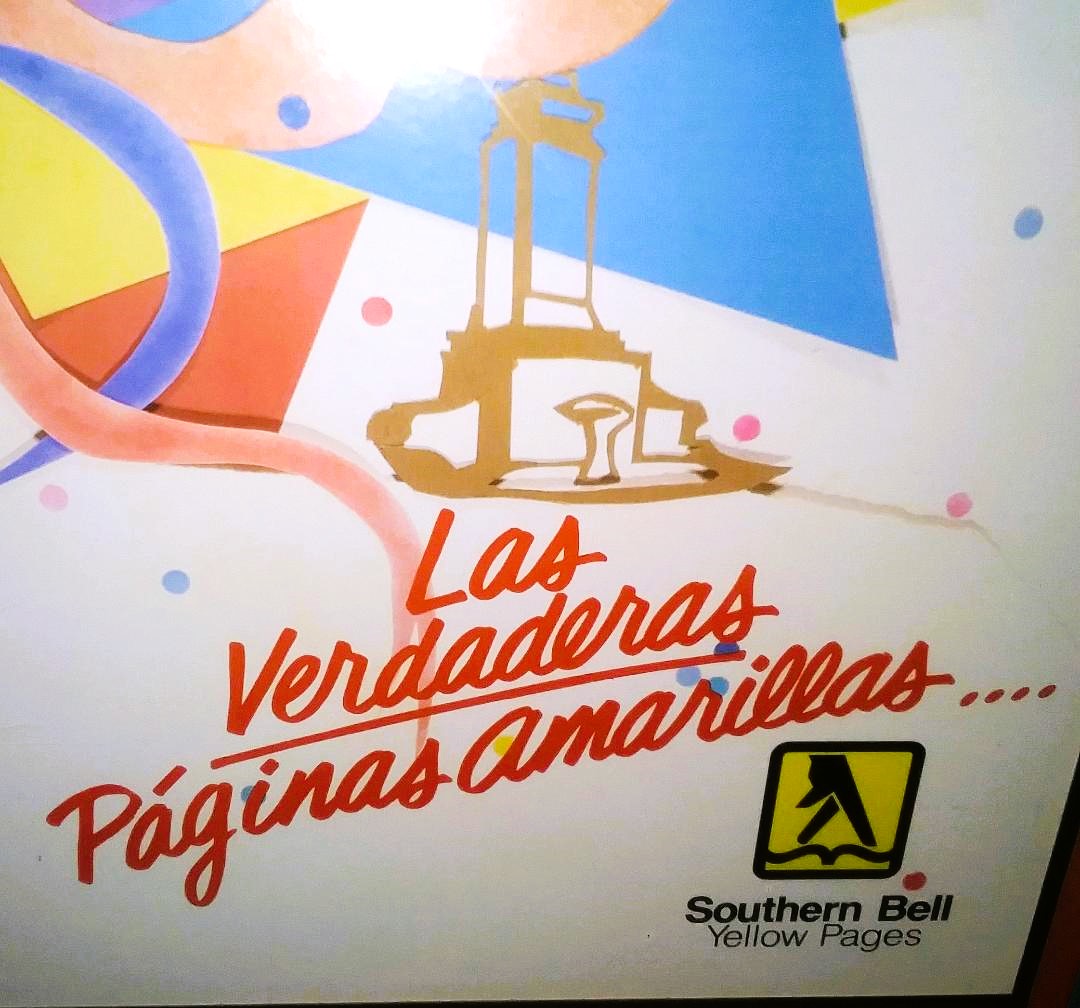 Las
Verdaderas
Páginas amarillas....
Southern Bell
Yellow Pages